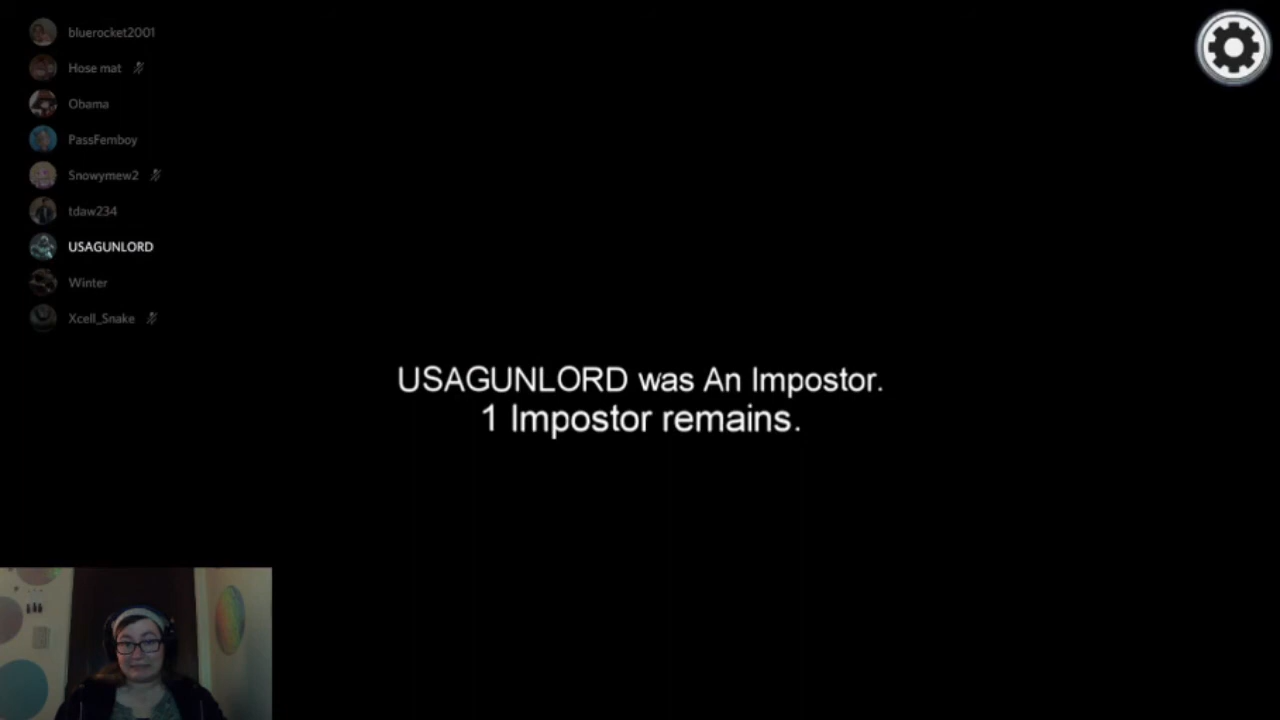 bluerocket2001
Hose mat
Obama
PassFemboy
Snowymew2
tdaw234
USAGUNLORD
Winter
Xcell_Snake
USAGUNLORD was An Impostor.
1 Impostor remains.